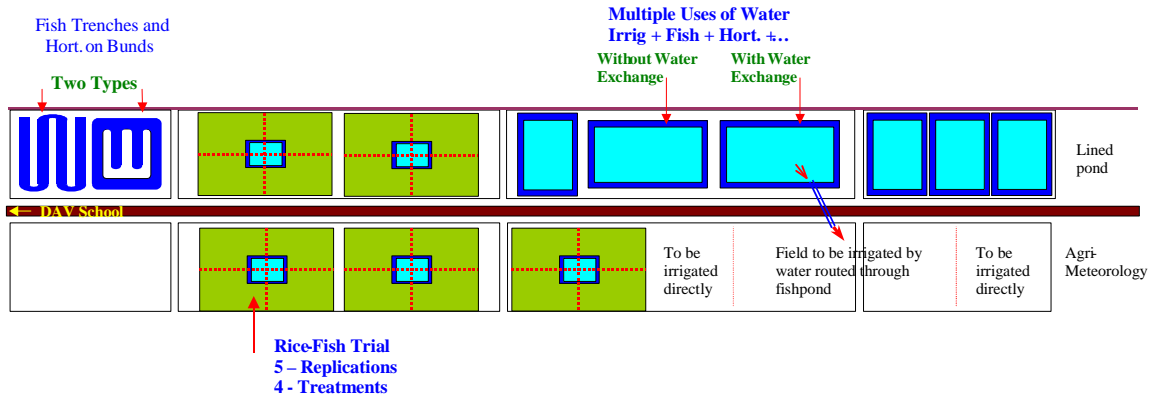 Fish Trenches and
Hort. on Bunds
Two Types
Multiple Uses of Water
Irrig + Fish + Hort. +…
Without Water
Exchange
With Water
Exchange
Lined
pond
← DAV School
To be
irrigated
directly
Field to be irrigated by
water routed through
fishpond
To be
irrigated
directly
Agri-
Meteorology
Rice-Fish Trial
5 – Replications
4 - Treatments